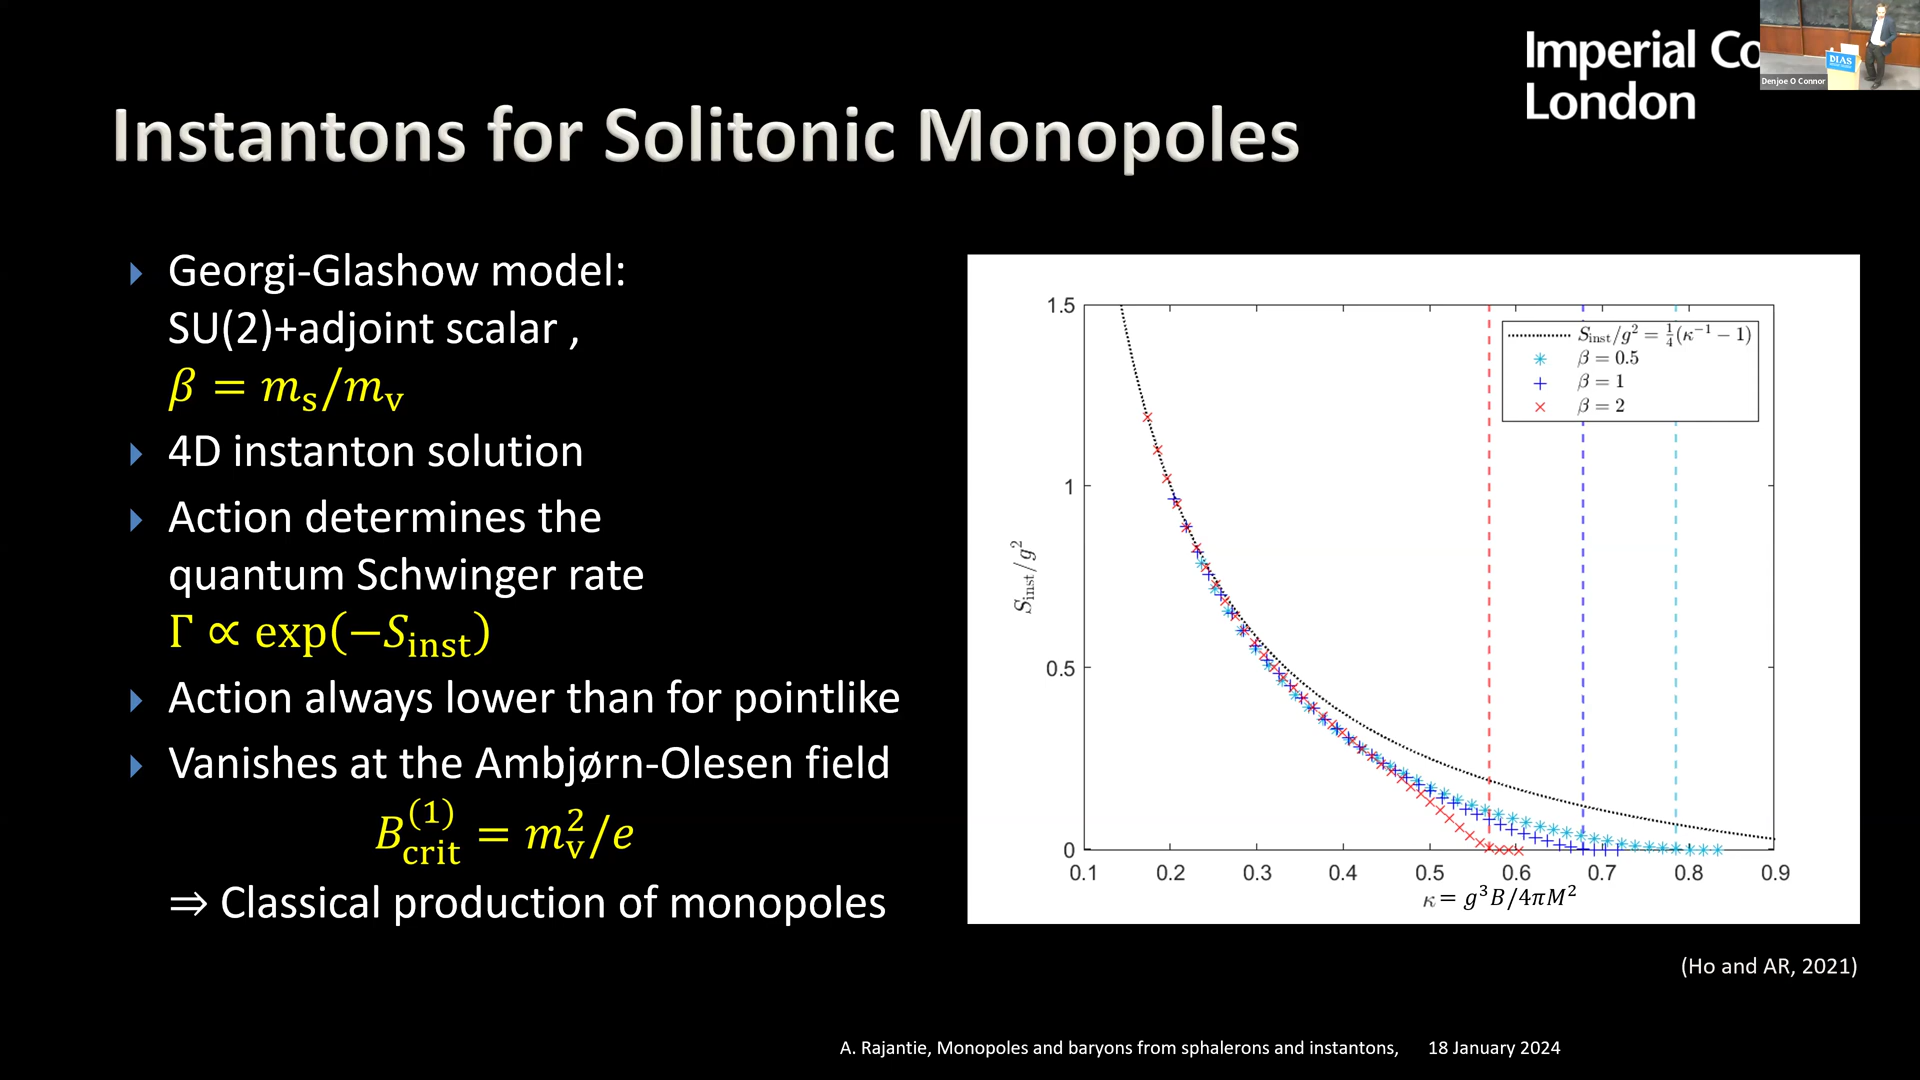 Imperial Co
London
DIAS
Denjoe O Connor
Instantons for Solitonic Monopoles
Georgi-Glashow model:
SU(2)+adjoint scalar ,
β = mₛ/mᵥ
4D instanton solution
Action determines the
quantum Schwinger rate
Γ ∝ exp(−S_inst)
Action always lower than for pointlike
Vanishes at the Ambjørn-Olesen field
B_crit^(1) = m_v^2/e
⇒ Classical production of monopoles
1.5
1
0.5
0
S_inst/g^2
S_inst/g^2 = 1/4(κ^−1 − 1)
β = 0.5
β = 1
β = 2
0.1 0.2 0.3 0.4 0.5 0.6 0.7 0.8 0.9
κ = g^3B/4πM^2
(Ho and AR, 2021)
A. Rajantie, Monopoles and baryons from sphalerons and instantons, 18 January 2024